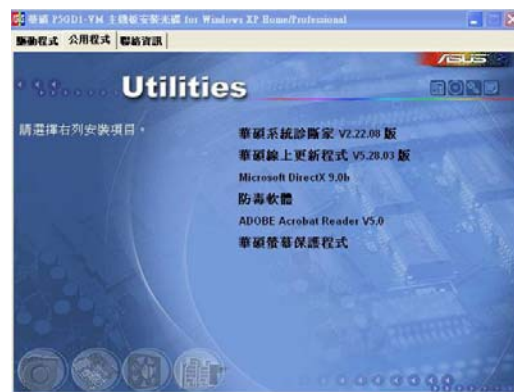 華碩 P5GD1-VM 主機板安裝光碟 for Windows XP Home/Professional
驅動程式 公用程式 聯絡資訊
ASUS
Utilities
請選擇右列安裝項目。
華碩系統診斷家 V2.22.08 版
華碩線上更新程式 V5.28.03 版
Microsoft DirectX 9.0b
防毒軟體
ADOBE Acrobat Reader V5.0
華碩螢幕保護程式